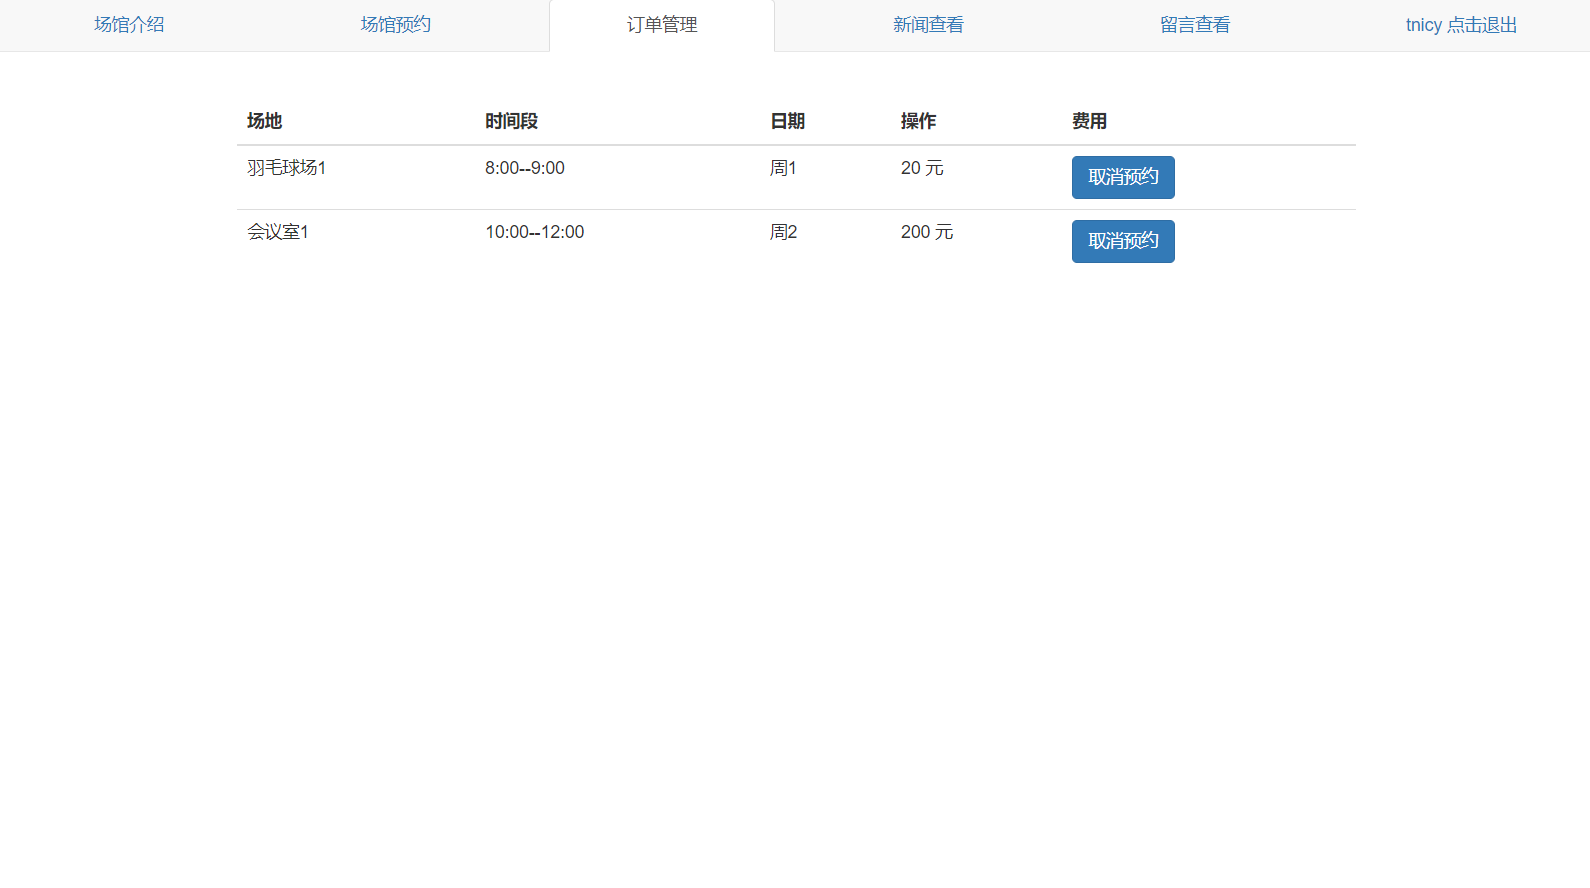 场馆介绍 场馆预约 订单管理 新闻查看 留言查看 tnicy 点击退出
场地 时间段 日期 操作 费用
羽毛球场1 8:00--9:00 周1 20 元 取消预约
会议室1 10:00--12:00 周2 200 元 取消预约